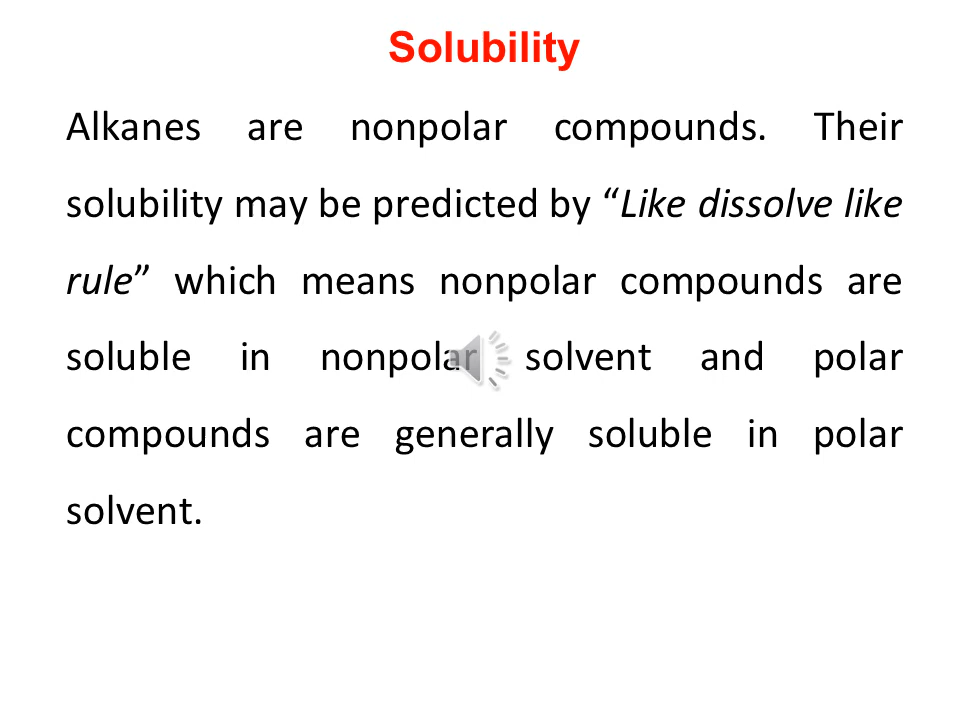 Solubility
Alkanes are nonpolar compounds. Their
solubility may be predicted by “Like dissolve like
rule” which means nonpolar compounds are
soluble in nonpolar solvent and polar
compounds are generally soluble in polar
solvent.